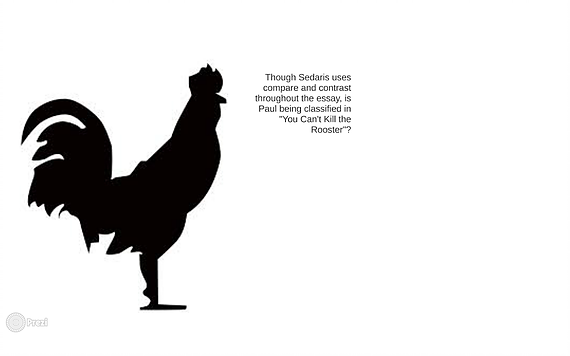 Though Sedaris uses
compare and contrast
throughout the essay, is
Paul being classified in
"You Can't Kill the
Rooster"?
Prezi